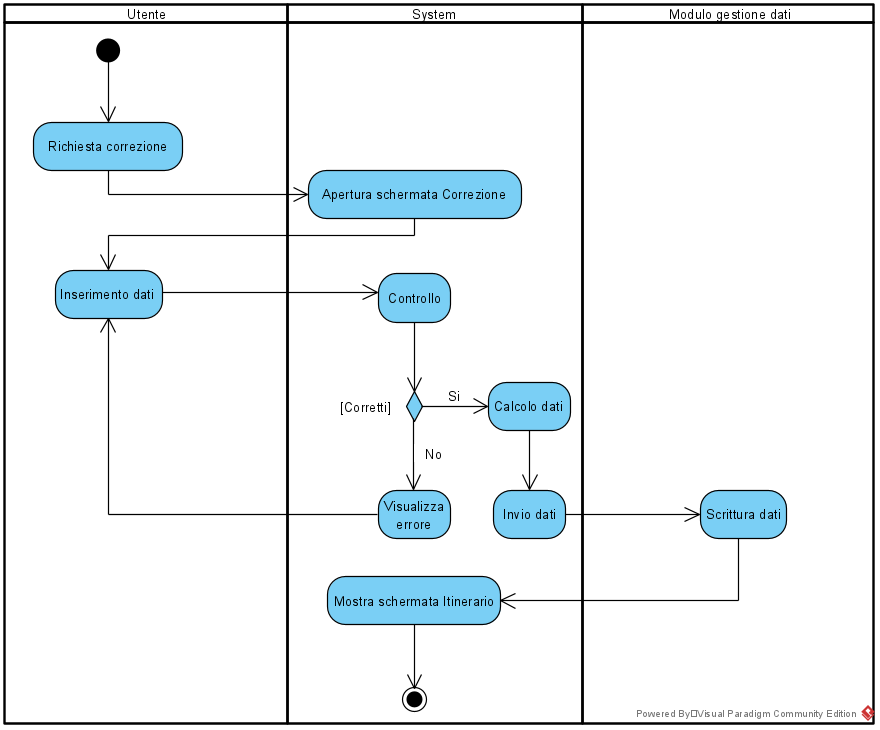 Utente
System
Modulo gestione dati
Richiesta correzione
Apertura schermata Correzione
Inserimento dati
Controllo
[Corretti]
Si
Calcolo dati
No
Visualizza
errore
Invio dati
Scrittura dati
Mostra schermata Itinerario
Powered By Visual Paradigm Community Edition